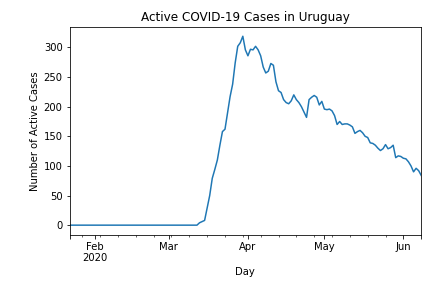 Active COVID-19 Cases in Uruguay
Number of Active Cases
300
250
200
150
100
50
0
Feb Mar Apr May Jun
2020
Day